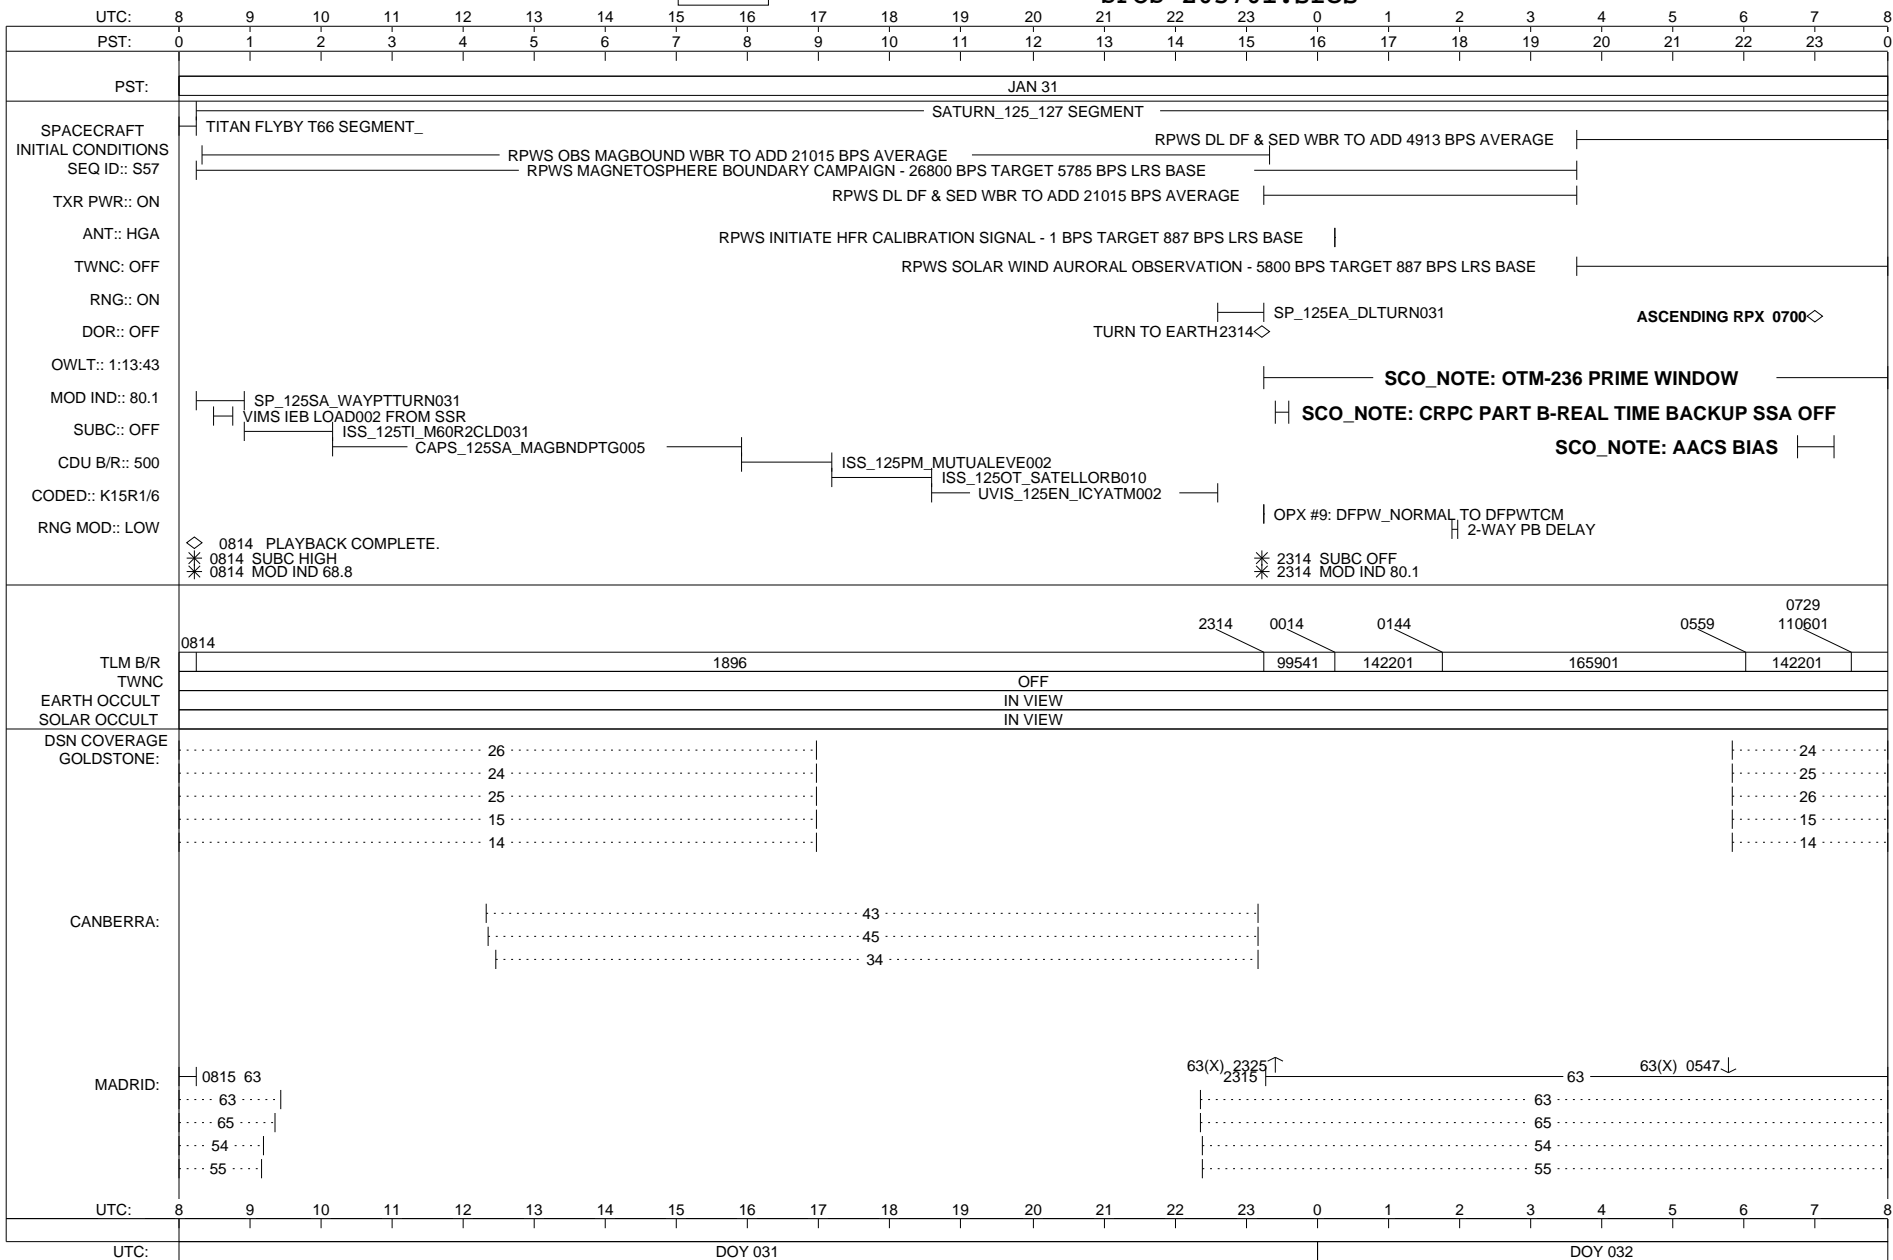 UTC: 8 9 10 11 12 13 14 15 16 17 18 19 20 21 22 23 0 1 2 3 4 5 6 7 8
PST: 0 1 2 3 4 5 6 7 8 9 10 11 12 13 14 15 16 17 18 19 20 21 22 23 0
PST: JAN 31
SATURN_125_127 SEGMENT
SPACECRAFT INITIAL CONDITIONS
TITAN FLYBY T66 SEGMENT_
RPWS DL DF & SED WBR TO ADD 4913 BPS AVERAGE
RPWS OBS MAGBOUND WBR TO ADD 21015 BPS AVERAGE
SEQ ID:: S57
RPWS MAGNETOSPHERE BOUNDARY CAMPAIGN - 26800 BPS TARGET 5785 BPS LRS BASE
TXR PWR:: ON
RPWS DL DF & SED WBR TO ADD 21015 BPS AVERAGE
ANT:: HGA
RPWS INITIATE HFR CALIBRATION SIGNAL - 1 BPS TARGET 887 BPS LRS BASE
TWNC: OFF
RPWS SOLAR WIND AURORAL OBSERVATION - 5800 BPS TARGET 887 BPS LRS BASE
RNG:: ON
SP_125EA_DLTURN031
ASCENDING RPX 0700
DOR:: OFF
TURN TO EARTH2314
OWLT:: 1:13:43
SCO_NOTE: OTM-236 PRIME WINDOW
MOD IND:: 80.1
SP_125SA_WAYPTTURN031
VIMS IEB LOAD002 FROM SSR
SCO_NOTE: CRPC PART B-REAL TIME BACKUP SSA OFF
SUBC:: OFF
ISS_125TI_M60R2CLD031
CAPS_125SA_MAGBNDPTG005
SCO_NOTE: AACS BIAS
CDU B/R:: 500
ISS_125PM_MUTUALEVE002
ISS_125OT_SATELLORB010
CODED:: K15R1/6
UVIS_125EN_ICYATM002
OPX #9: DFPW_NORMAL TO DFPWTCM
RNG MOD:: LOW
2-WAY PB DELAY
0814 PLAYBACK COMPLETE.
0814 SUBC HIGH
2314 SUBC OFF
0814 MOD IND 68.8
2314 MOD IND 80.1
0729
2314 0014 0144 0559 110601
0814
TLM B/R 1896 99541 142201 165901 142201
TWNC OFF
EARTH OCCULT IN VIEW
SOLAR OCCULT IN VIEW
DSN COVERAGE
GOLDSTONE:
26 24
24 25
25 26
15 15
14 14
CANBERRA:
43
45
34
MADRID:
63(X) 2325 63(X) 0547
0815 63 2315 63
63 63
65 65
54 54
55 55
UTC: 8 9 10 11 12 13 14 15 16 17 18 19 20 21 22 23 0 1 2 3 4 5 6 7 8
UTC: DOY 031 DOY 032